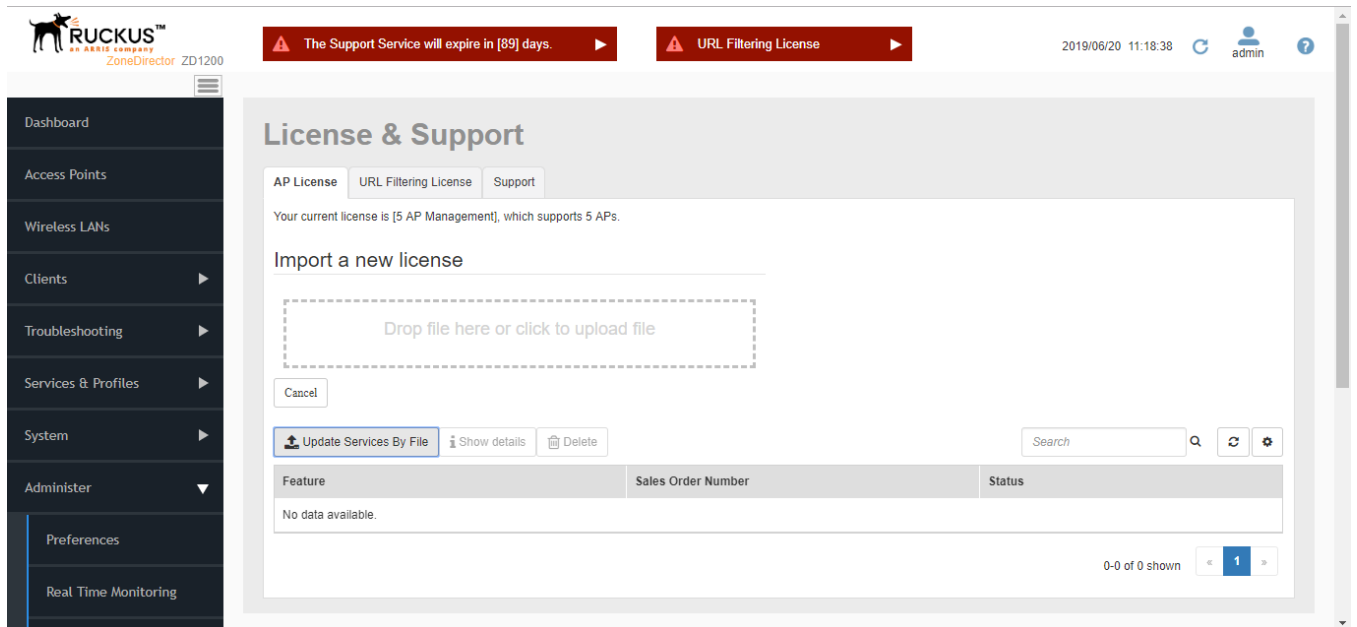 RUCKUS™
an ARRIS company
ZoneDirector ZD1200
The Support Service will expire in [89] days.
URL Filtering License
2019/06/20 11:18:38
admin
?
Dashboard
Access Points
Wireless LANs
Clients
Troubleshooting
Services & Profiles
System
Administer
Preferences
Real Time Monitoring
License & Support
AP License
URL Filtering License
Support
Your current license is [5 AP Management], which supports 5 APs.
Import a new license
Drop file here or click to upload file
Cancel
Update Services By File
Show details
Delete
Search
Feature
Sales Order Number
Status
No data available.
0-0 of 0 shown
«
1
»